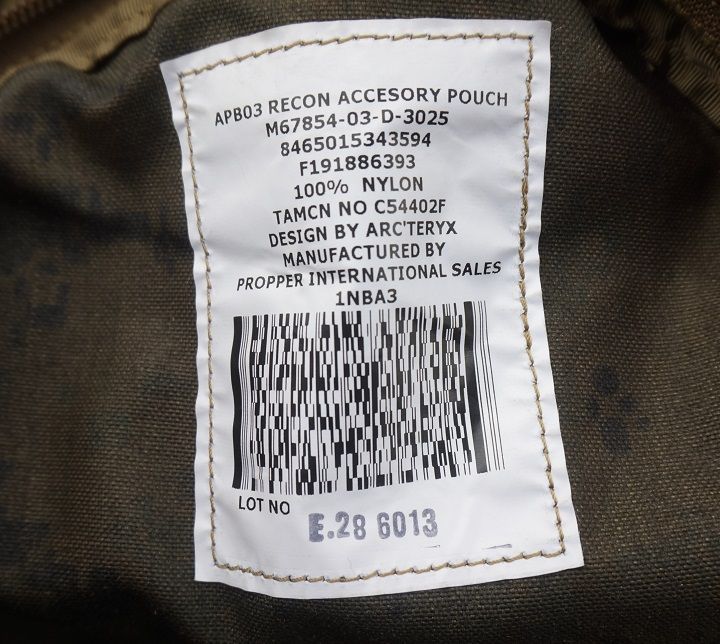 APB03 RECON ACCESORY POUCH
M67854-03-D-3025
8465015343594
F191886393
100% NYLON
TAMCN NO C54402F
DESIGN BY ARC'TERYX
MANUFACTURED BY
PROPPER INTERNATIONAL SALES
1NBA3
LOT NO
E.28 6013